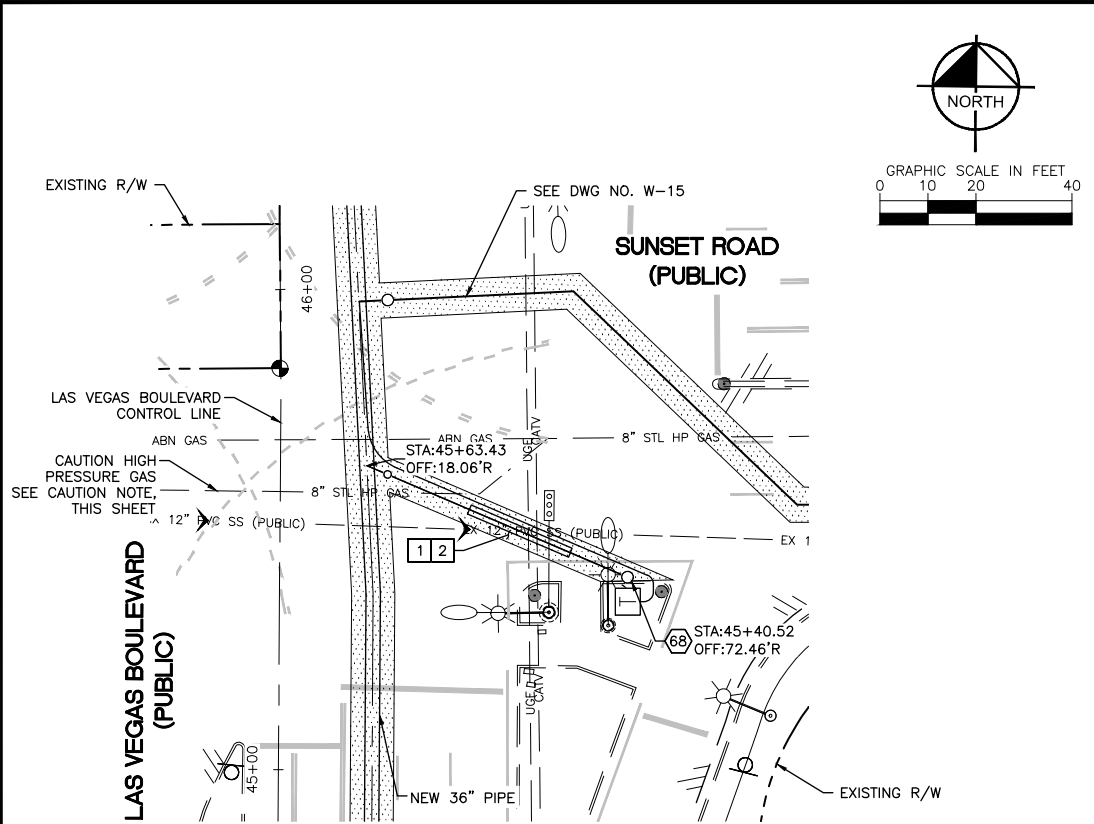 NORTH
GRAPHIC SCALE IN FEET
0 10 20 40
EXISTING R/W
SEE DWG NO. W-15
SUNSET ROAD
(PUBLIC)
46+00
LAS VEGAS BOULEVARD
CONTROL LINE
ABN GAS
ABN GAS
8" STL HP GAS
UGE
CATV
STA:45+63.43
OFF:18.06'R
CAUTION HIGH
PRESSURE GAS
SEE CAUTION NOTE,
THIS SHEET
8" STL HP GAS
12" PVC SS (PUBLIC)
EX 12" PVC SS (PUBLIC)
EX 1
1 2
T
68
STA:45+40.52
OFF:72.46'R
LAS VEGAS BOULEVARD
(PUBLIC)
UGE
CATV
45+00
NEW 36" PIPE
EXISTING R/W